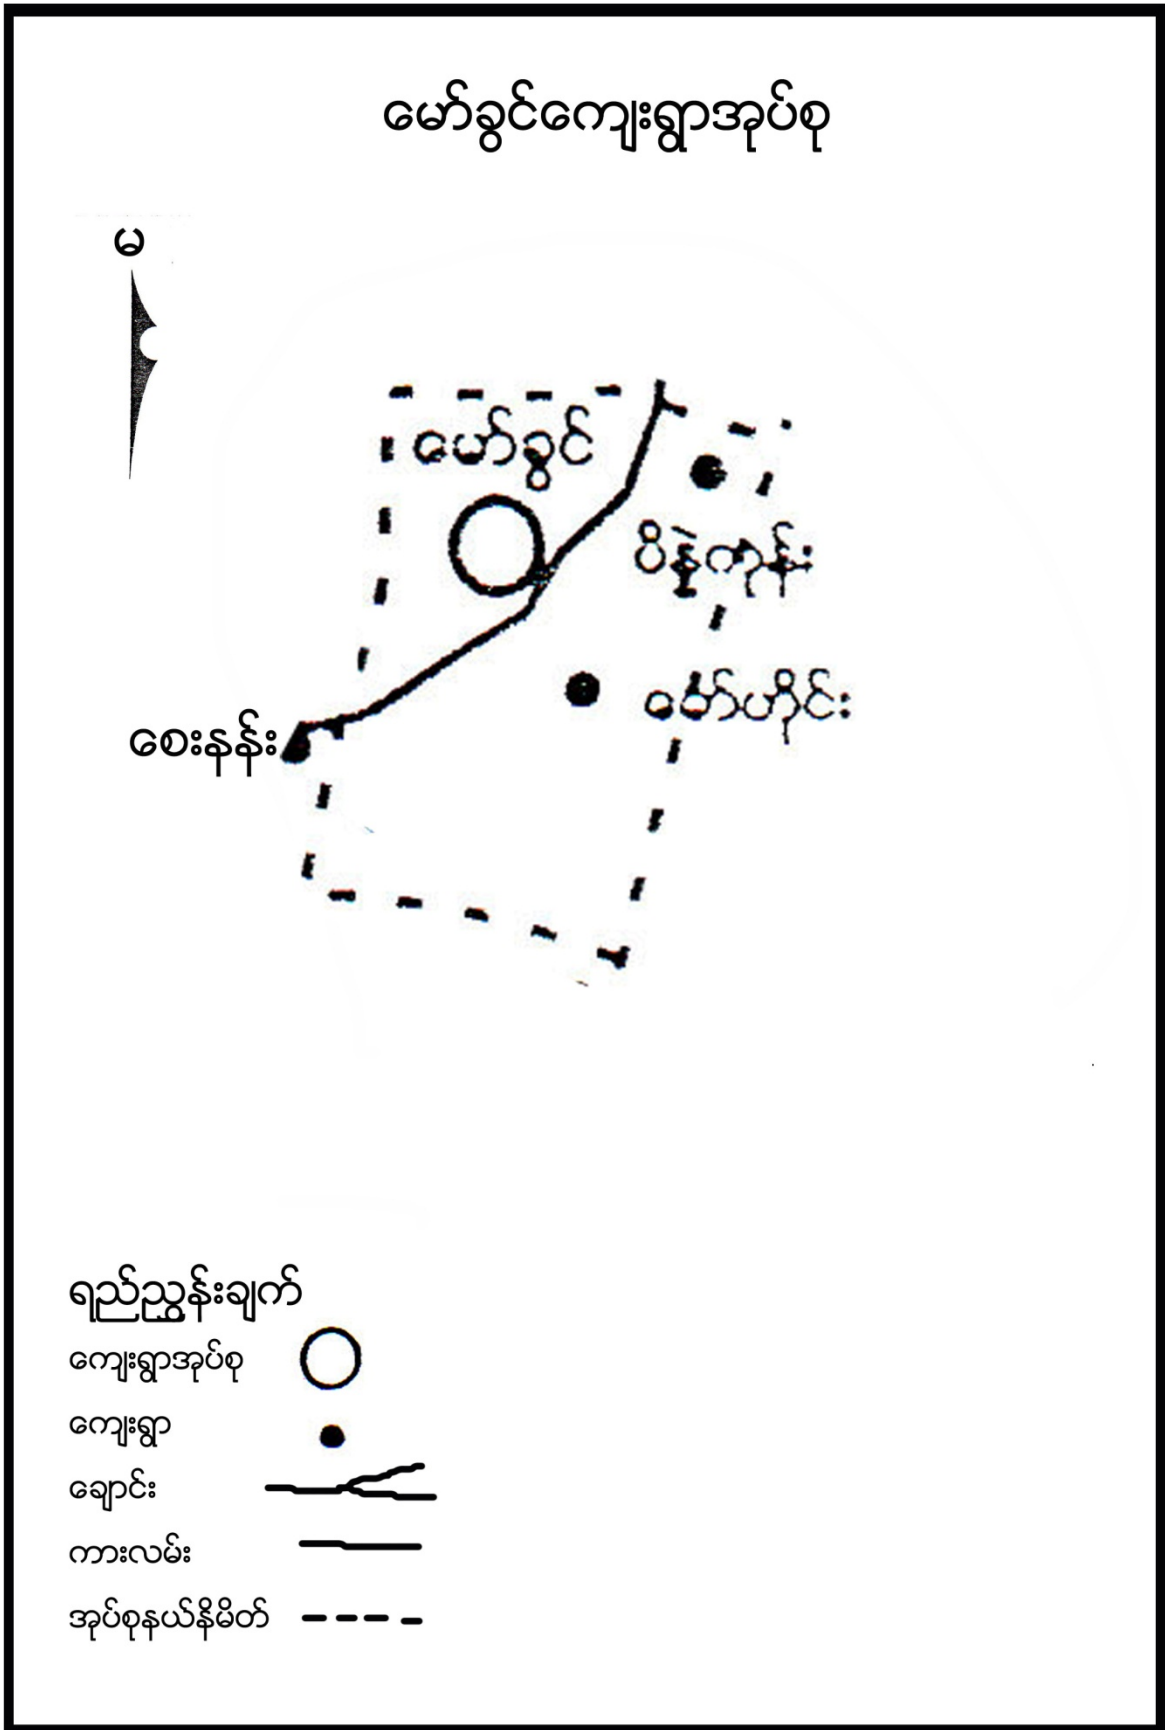 မော်ခွင်ကျေးရွာအုပ်စု
မ
မော်ခွင်
ပိန္နဲကုန်း
မော်ဟိုင်း
စေးနန်း
ရည်ညွှန်းချက်
ကျေးရွာအုပ်စု
ကျေးရွာ
ချောင်း
ကားလမ်း
အုပ်စုနယ်နိမိတ်